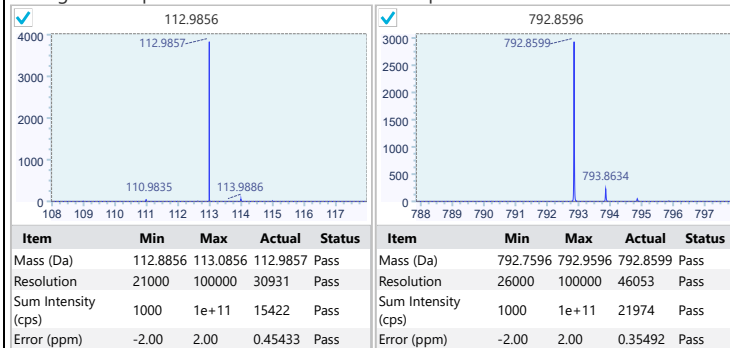 112.9856
792.8596
4000
3000
2000
1000
0
112.9857
110.9835
113.9886
108 109 110 111 112 113 114 115 116 117
3000
2500
2000
1500
1000
500
0
792.8599
793.8634
788 789 790 791 792 793 794 795 796 797
Item Min Max Actual Status
Mass (Da) 112.8856 113.0856 112.9857 Pass
Resolution 21000 100000 30931 Pass
Sum Intensity (cps) 1000 1e+11 15422 Pass
Error (ppm) -2.00 2.00 0.45433 Pass
Item Min Max Actual Status
Mass (Da) 792.7596 792.9596 792.8599 Pass
Resolution 26000 100000 46053 Pass
Sum Intensity (cps) 1000 1e+11 21974 Pass
Error (ppm) -2.00 2.00 0.35492 Pass